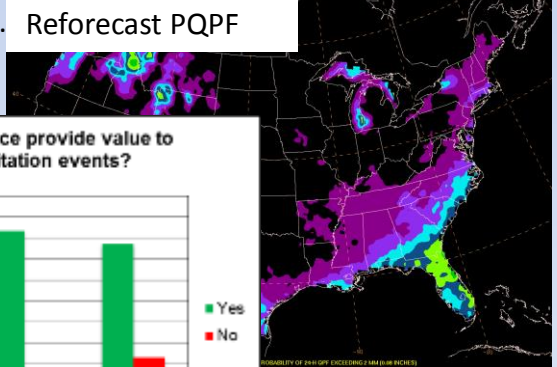 . Reforecast PQPF
ce provide value to
tation events?
Yes
No
ROBABILITY OF 24-H QPF EXCEEDING 2 MM (0.08 INCHES)